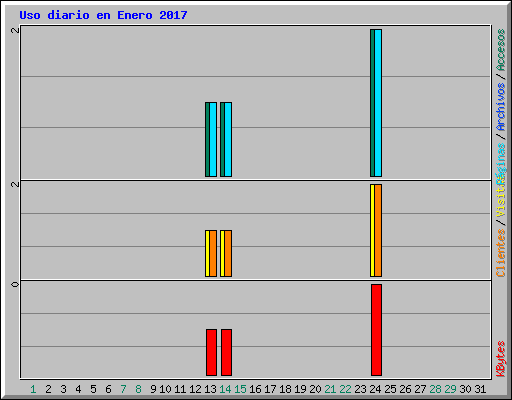 Uso diario en Enero 2017
2
2
0
1 2 3 4 5 6 7 8 9 10 11 12 13 14 15 16 17 18 19 20 21 22 23 24 25 26 27 28 29 30 31
Páginas / Archivos / Accesos
Clientes / Visitas
KBytes